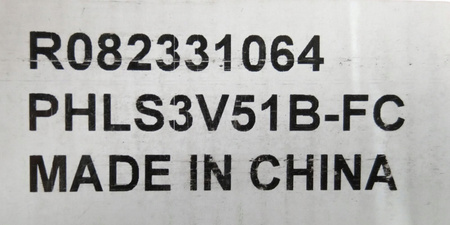 R082331064
PHLS3V51B-FC
MADE IN CHINA